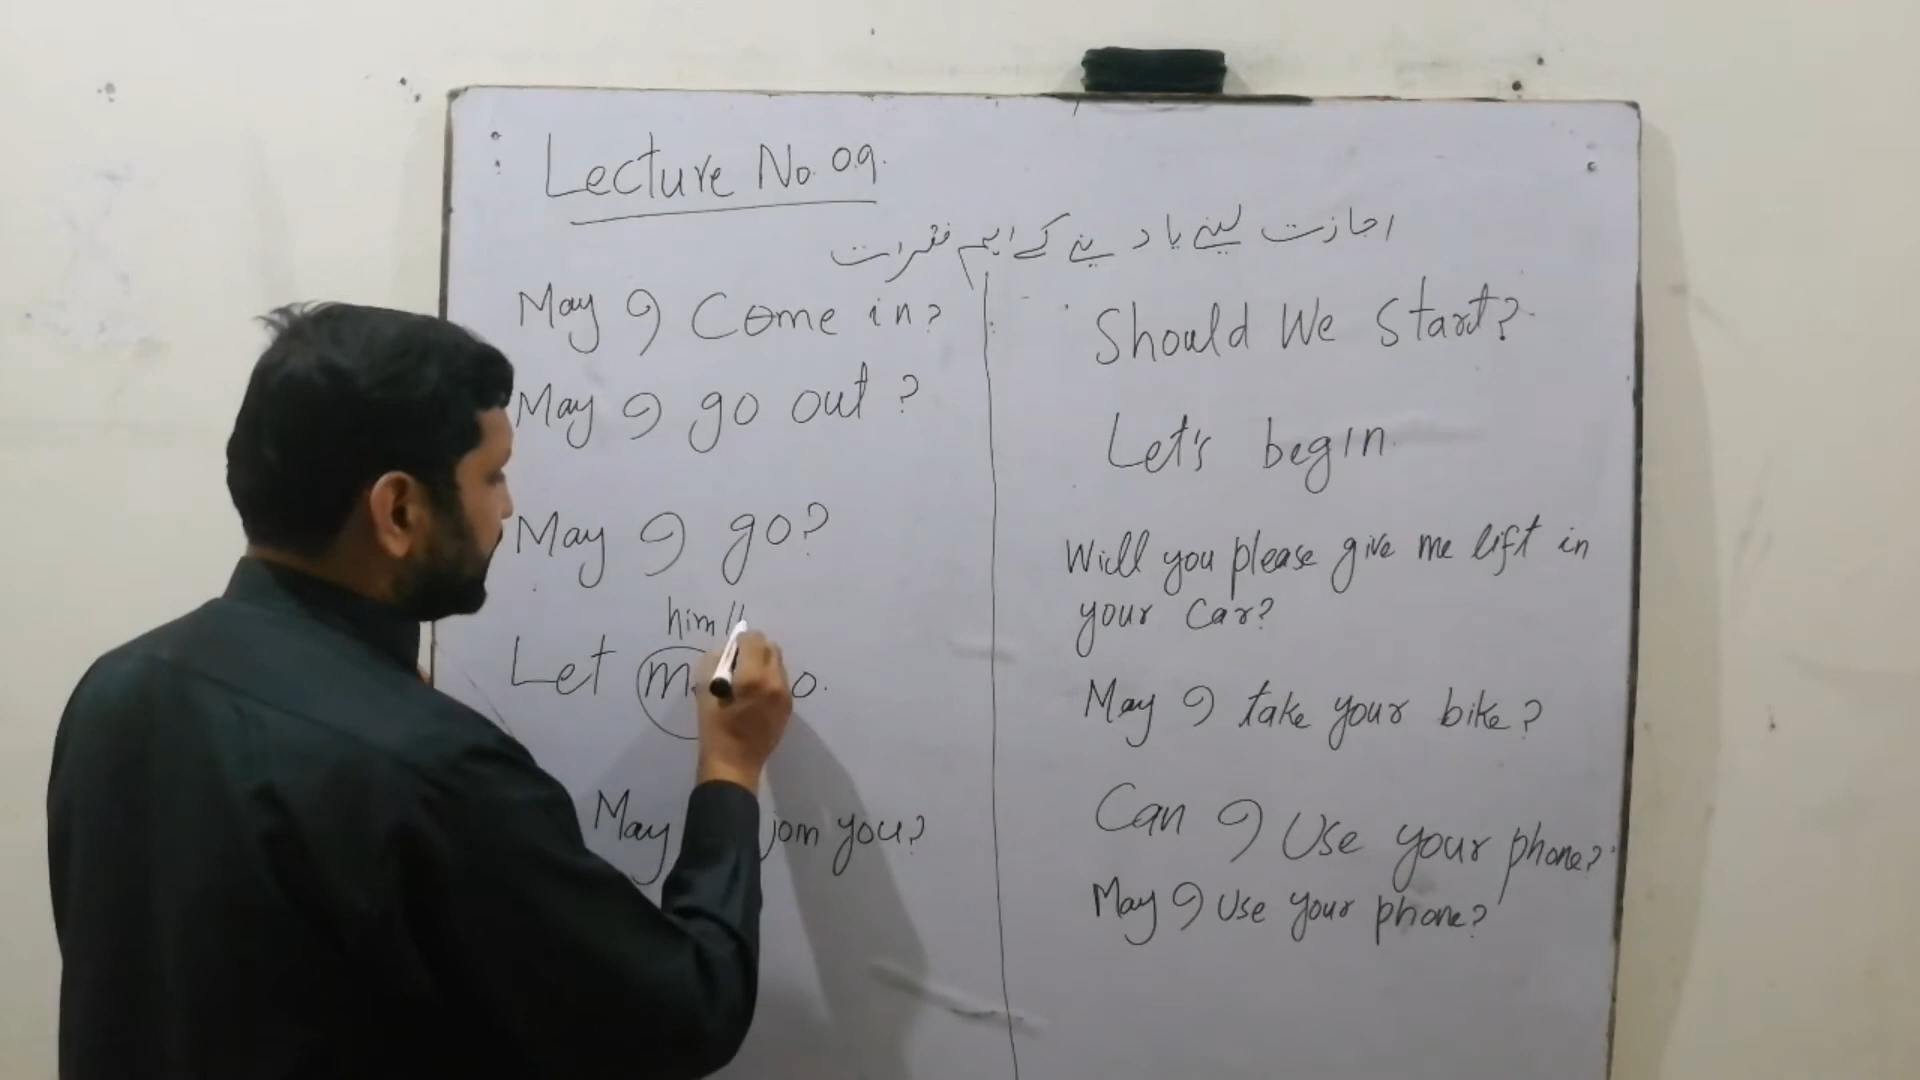 Lecture No. 09.
اجازت لینے یا دینے کے اہم فقرات
May I Come in?
May I go out?
May I go?
him
Let
May join you?
Should We Start?
Let's begin.
Will you please give me lift in
your Car?
May I take your bike?
Can I Use your phone?
May I Use your phone?